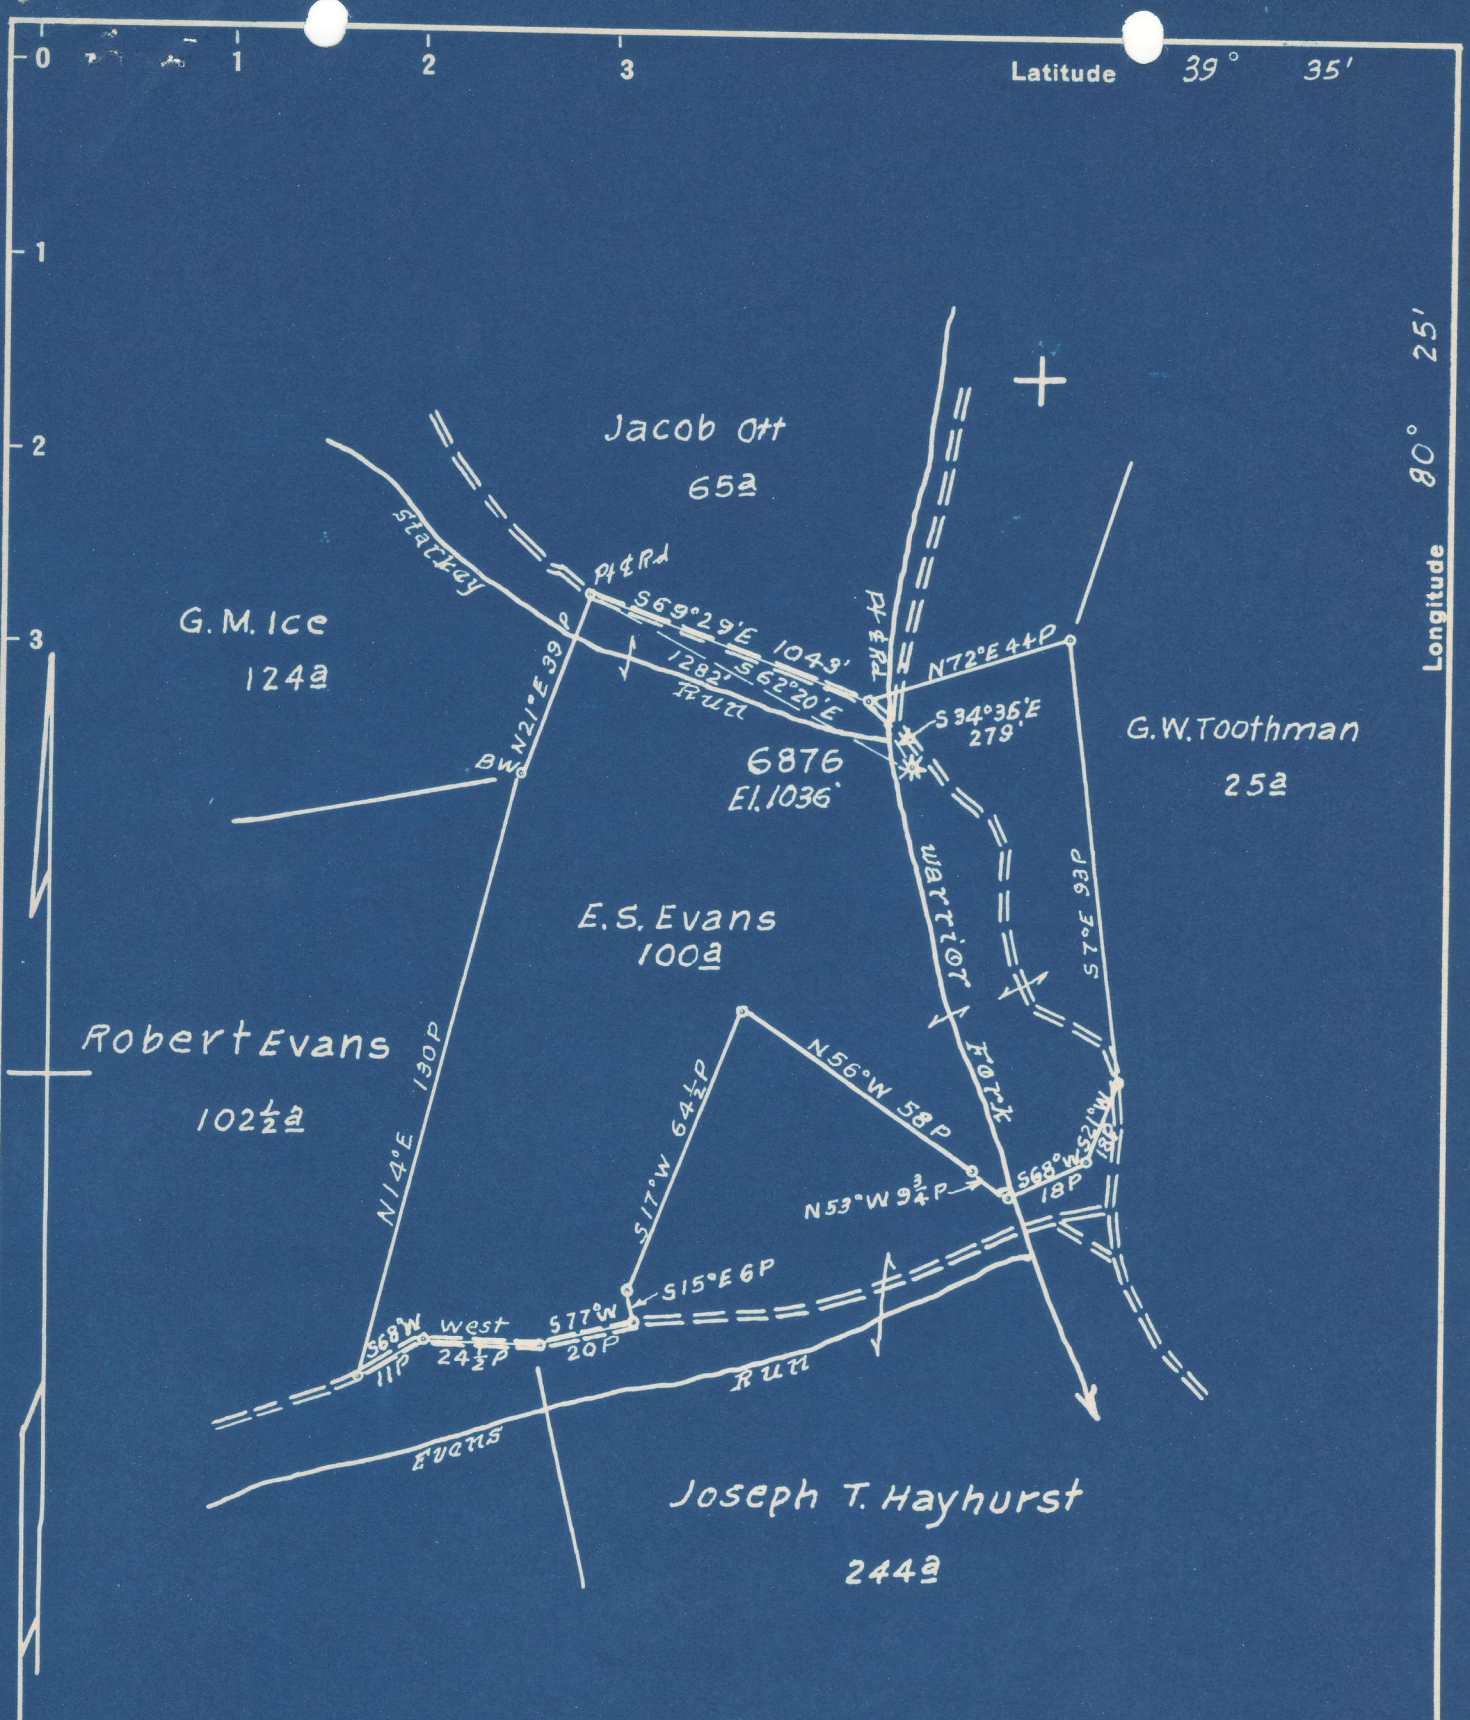 0
1
2
3
Latitude 39° 35'
1
2
3
Longitude 80° 25'
Jacob Ott
65a
Starkey
Pt ₵ Rd
S69°29'E 1049'
1282' S62°20'E
Run
Pt ₵ Rd
N72°E 44P
G.M. Ice
124a
N21°E 39 P
BW
S34°35'E
279'
6876
El. 1036'
G.W. Toothman
25a
Warrior Fork
S7°E 93P
E.S. Evans
100a
Robert Evans
102½a
N14°E 130P
S17°W 64½P
N56°W 58P
N53°W 9¾P
S68°W
18P
S21°W
18P
S15°E 6P
S77°W
20P
West
24½P
S68°W
11P
Evans Run
Joseph T. Hayhurst
244a